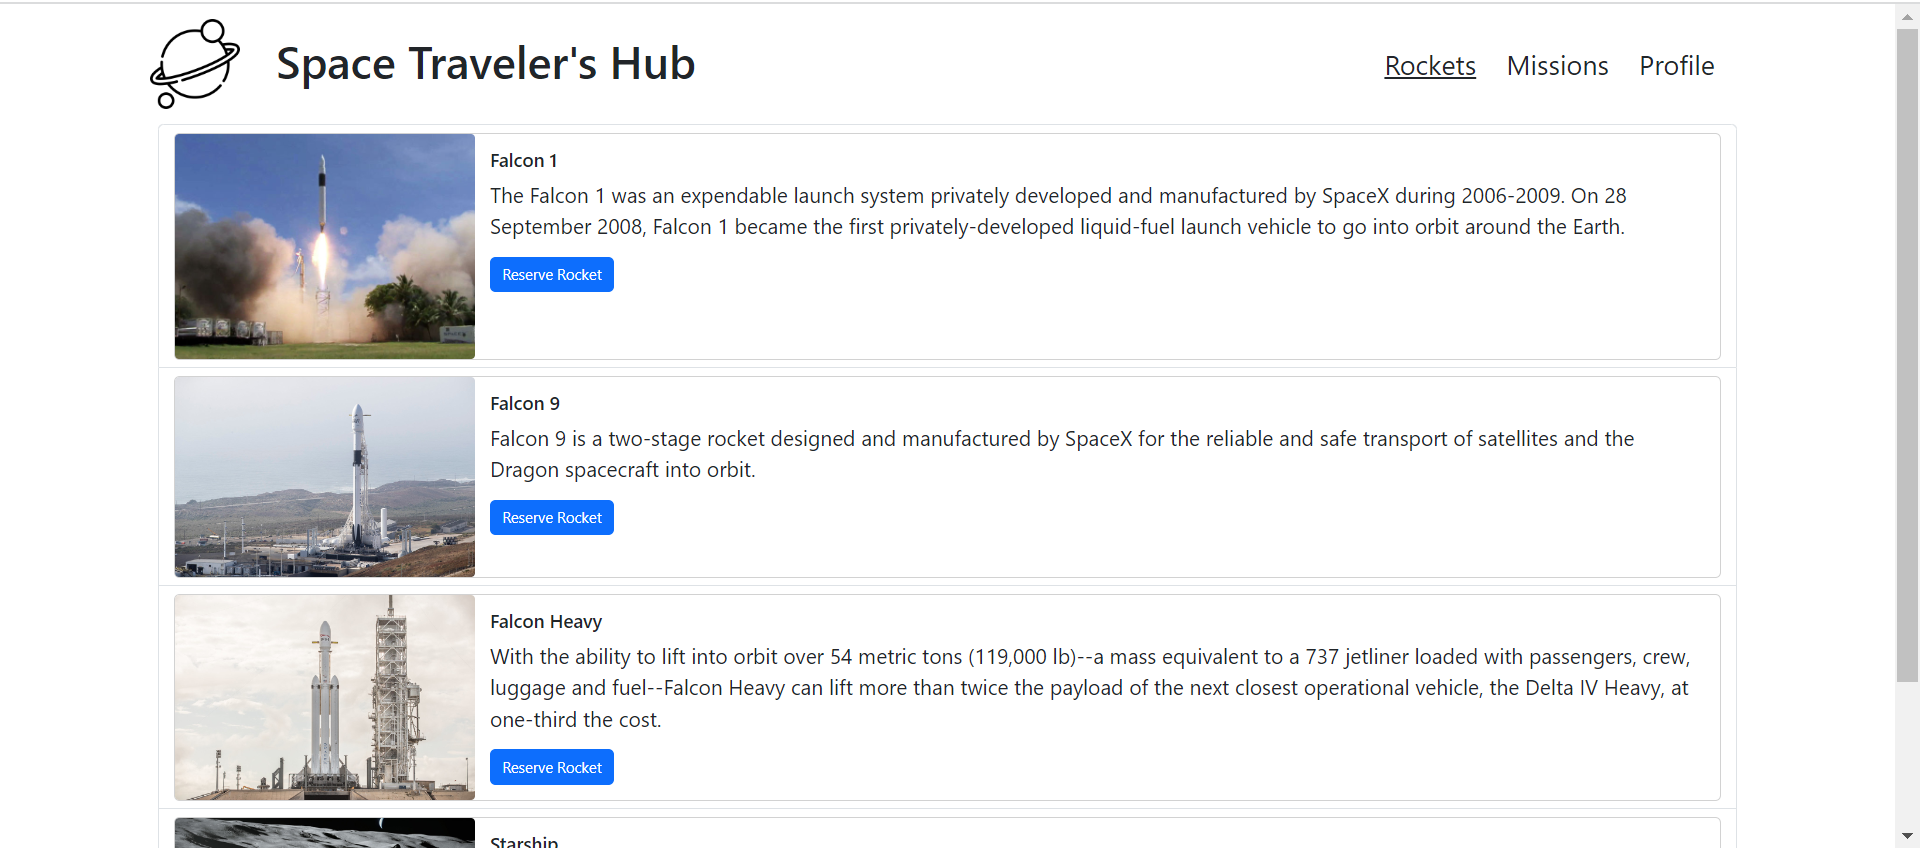 Space Traveler's Hub
Rockets Missions Profile
Falcon 1
The Falcon 1 was an expendable launch system privately developed and manufactured by SpaceX during 2006-2009. On 28
September 2008, Falcon 1 became the first privately-developed liquid-fuel launch vehicle to go into orbit around the Earth.
Reserve Rocket
Falcon 9
Falcon 9 is a two-stage rocket designed and manufactured by SpaceX for the reliable and safe transport of satellites and the
Dragon spacecraft into orbit.
Reserve Rocket
Falcon Heavy
With the ability to lift into orbit over 54 metric tons (119,000 lb)--a mass equivalent to a 737 jetliner loaded with passengers, crew,
luggage and fuel--Falcon Heavy can lift more than twice the payload of the next closest operational vehicle, the Delta IV Heavy, at
one-third the cost.
Reserve Rocket
Starship